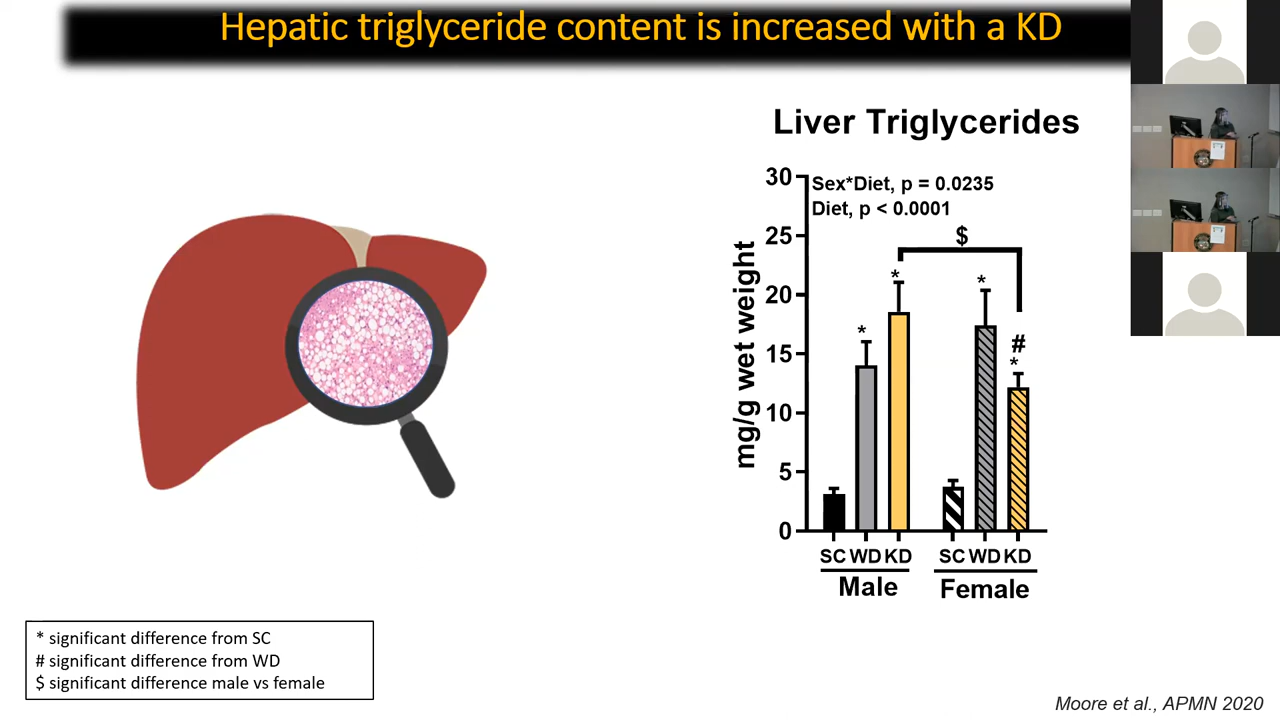 Hepatic triglyceride content is increased with a KD
Liver Triglycerides
Sex*Diet, p = 0.0235
Diet, p < 0.0001
mg/g wet weight
30
25
20
15
10
5
0
$
*
*
*
#
*
SC WD KD SC WD KD
Male Female
* significant difference from SC
# significant difference from WD
$ significant difference male vs female
Moore et al., APMN 2020